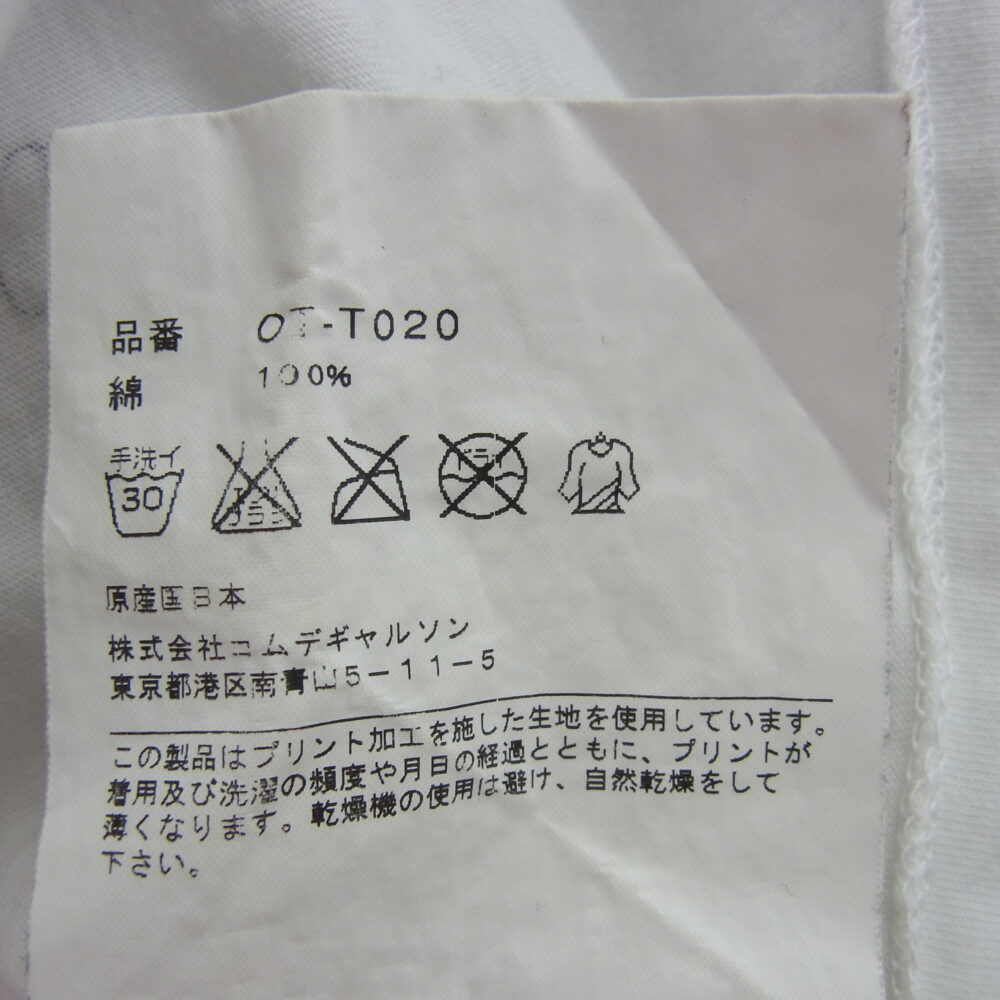 品番 OT-T020
綿 100%
手洗イ
30
ドライ
原産国日本
株式会社コムデギャルソン
東京都港区南青山5-11-5
この製品はプリント加工を施した生地を使用しています。
着用及び洗濯の頻度や月日の経過とともに、プリントが
薄くなります。乾燥機の使用は避け、自然乾燥をして
下さい。